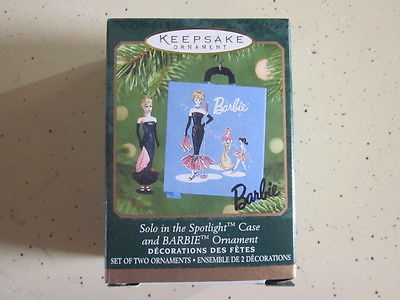 KEEPSAKE
ORNAMENT
Barbie
Barbie
Solo in the Spotlight™ Case
and BARBIE™ Ornament
DÉCORATIONS DES FÊTES
SET OF TWO ORNAMENTS • ENSEMBLE DE 2 DÉCORATIONS